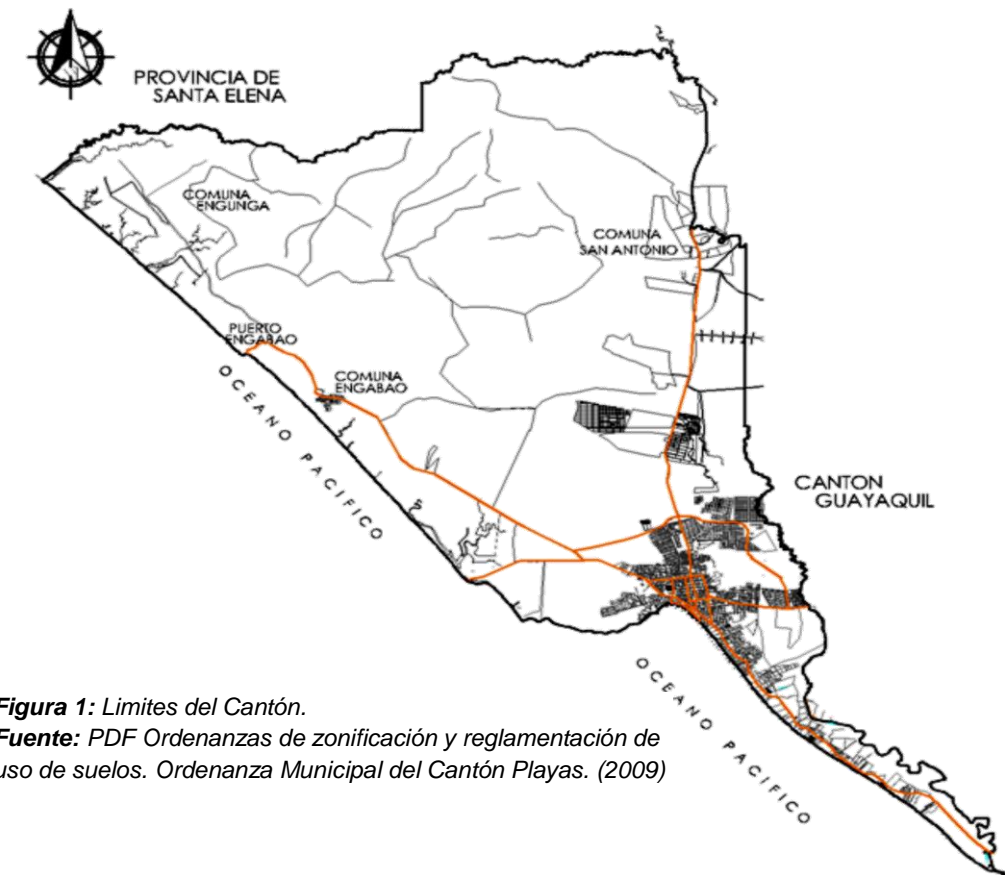 PROVINCIA DE
SANTA ELENA
COMUNA
ENGUNGA
COMUNA
SAN ANTONIO
PUERTO
ENGABAO
COMUNA
ENGABAO
OCEANO PACIFICO
CANTON
GUAYAQUIL
OCEANO PACIFICO
Figura 1: Limites del Cantón.
Fuente: PDF Ordenanzas de zonificación y reglamentación de
uso de suelos. Ordenanza Municipal del Cantón Playas. (2009)